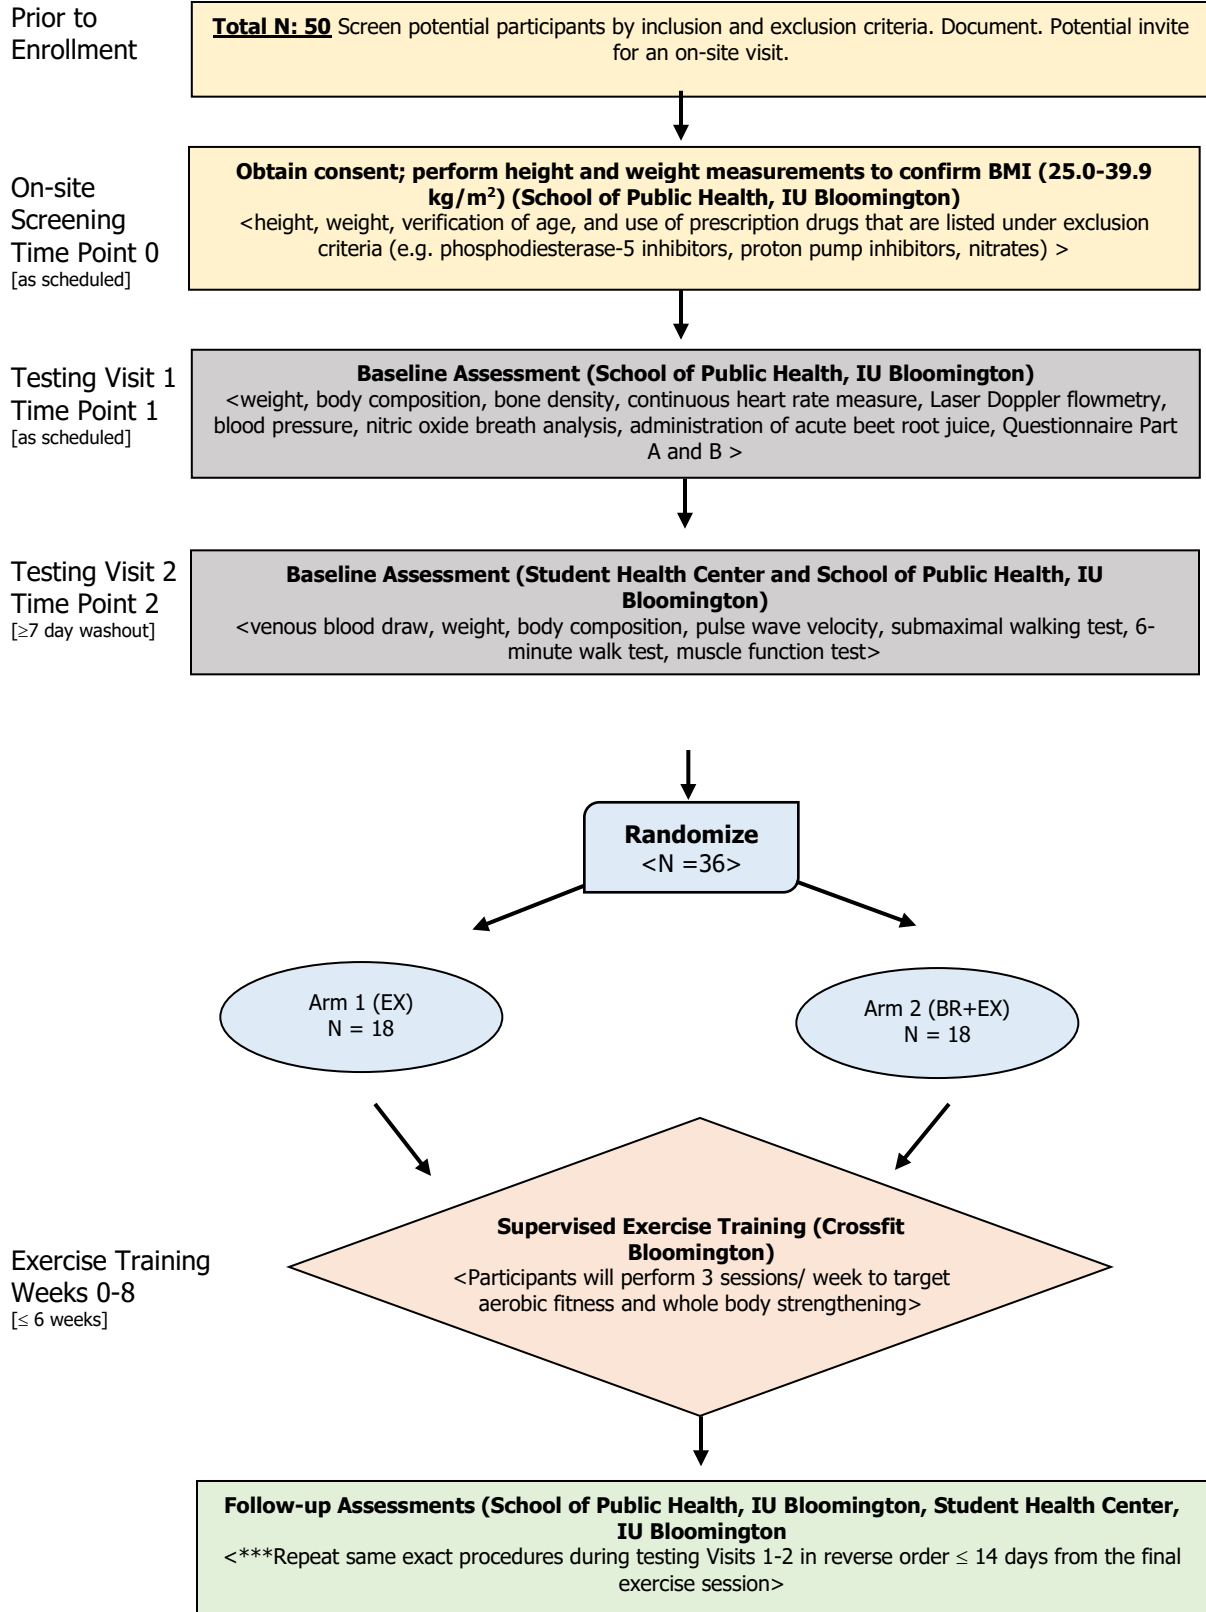 Prior to
Enrollment
Total N: 50 Screen potential participants by inclusion and exclusion criteria. Document. Potential invite
for an on-site visit.
On-site
Screening
Time Point 0
[as scheduled]
Obtain consent; perform height and weight measurements to confirm BMI (25.0-39.9
kg/m²) (School of Public Health, IU Bloomington)
<height, weight, verification of age, and use of prescription drugs that are listed under exclusion
criteria (e.g. phosphodiesterase-5 inhibitors, proton pump inhibitors, nitrates) >
Testing Visit 1
Time Point 1
[as scheduled]
Baseline Assessment (School of Public Health, IU Bloomington)
<weight, body composition, bone density, continuous heart rate measure, Laser Doppler flowmetry,
blood pressure, nitric oxide breath analysis, administration of acute beet root juice, Questionnaire Part
A and B >
Testing Visit 2
Time Point 2
[≥7 day washout]
Baseline Assessment (Student Health Center and School of Public Health, IU
Bloomington)
<venous blood draw, weight, body composition, pulse wave velocity, submaximal walking test, 6-
minute walk test, muscle function test>
Randomize
<N =36>
Arm 1 (EX)
N = 18
Arm 2 (BR+EX)
N = 18
Exercise Training
Weeks 0-8
[≤ 6 weeks]
Supervised Exercise Training (Crossfit
Bloomington)
<Participants will perform 3 sessions/ week to target
aerobic fitness and whole body strengthening>
Follow-up Assessments (School of Public Health, IU Bloomington, Student Health Center,
IU Bloomington
<***Repeat same exact procedures during testing Visits 1-2 in reverse order ≤ 14 days from the final
exercise session>